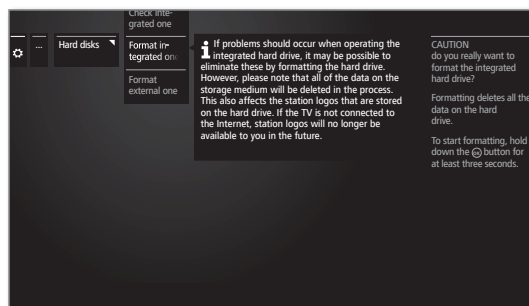 Check Inte-
grated one
...
Hard disks
Format in-
tegrated one
Format
external one
If problems should occur when operating the
integrated hard drive, it may be possible to
eliminate these by formatting the hard drive.
However, please note that all of the data on the
storage medium will be deleted in the process.
This also affects the station logos that are stored
on the hard drive. If the TV is not connected to
the Internet, station logos will no longer be
available to you in the future.
CAUTION
do you really want to
format the integrated
hard drive?
Formatting deletes all the
data on the hard
drive.
To start formatting, hold
down the OK button for
at least three seconds.